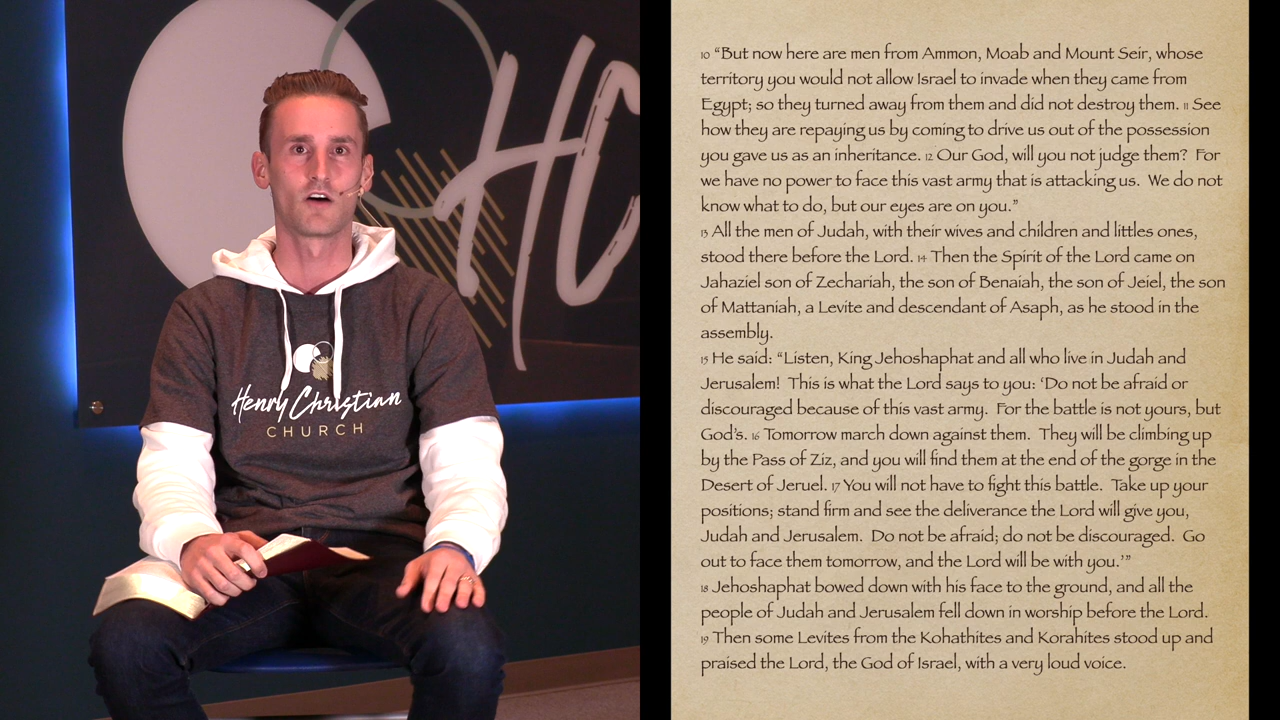 HC
Henry Christian
CHURCH
10 “But now here are men from Ammon, Moab and Mount Seir, whose
territory you would not allow Israel to invade when they came from
Egypt; so they turned away from them and did not destroy them. 11 See
how they are repaying us by coming to drive us out of the possession
you gave us as an inheritance. 12 Our God, will you not judge them?  For
we have no power to face this vast army that is attacking us.  We do not
know what to do, but our eyes are on you.”
13 All the men of Judah, with their wives and children and littles ones,
stood there before the Lord. 14 Then the Spirit of the Lord came on
Jahaziel son of Zechariah, the son of Benaiah, the son of Jeiel, the son
of Mattaniah, a Levite and descendant of Asaph, as he stood in the
assembly.
15 He said: “Listen, King Jehoshaphat and all who live in Judah and
Jerusalem!  This is what the Lord says to you: ‘Do not be afraid or
discouraged because of this vast army.  For the battle is not yours, but
God’s. 16 Tomorrow march down against them.  They will be climbing up
by the Pass of Ziz, and you will find them at the end of the gorge in the
Desert of Jeruel. 17 You will not have to fight this battle.  Take up your
positions; stand firm and see the deliverance the Lord will give you,
Judah and Jerusalem.  Do not be afraid; do not be discouraged.  Go
out to face them tomorrow, and the Lord will be with you.’”
18 Jehoshaphat bowed down with his face to the ground, and all the
people of Judah and Jerusalem fell down in worship before the Lord.
19 Then some Levites from the Kohathites and Korahites stood up and
praised the Lord, the God of Israel, with a very loud voice.